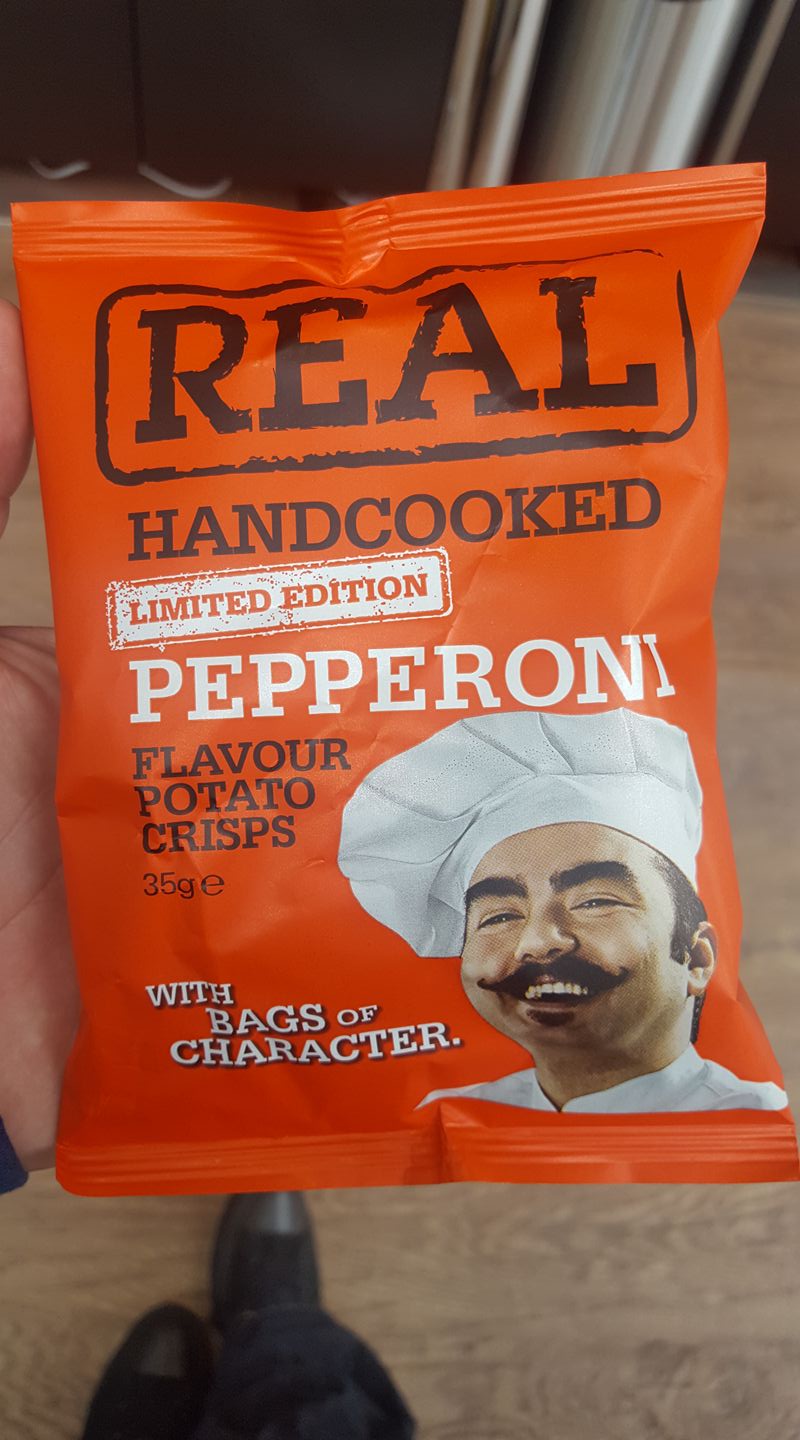 REAL
HANDCOOKED
LIMITED EDITION
PEPPERONI
FLAVOUR
POTATO
CRISPS
35g e
WITH
BAGS OF
CHARACTER.